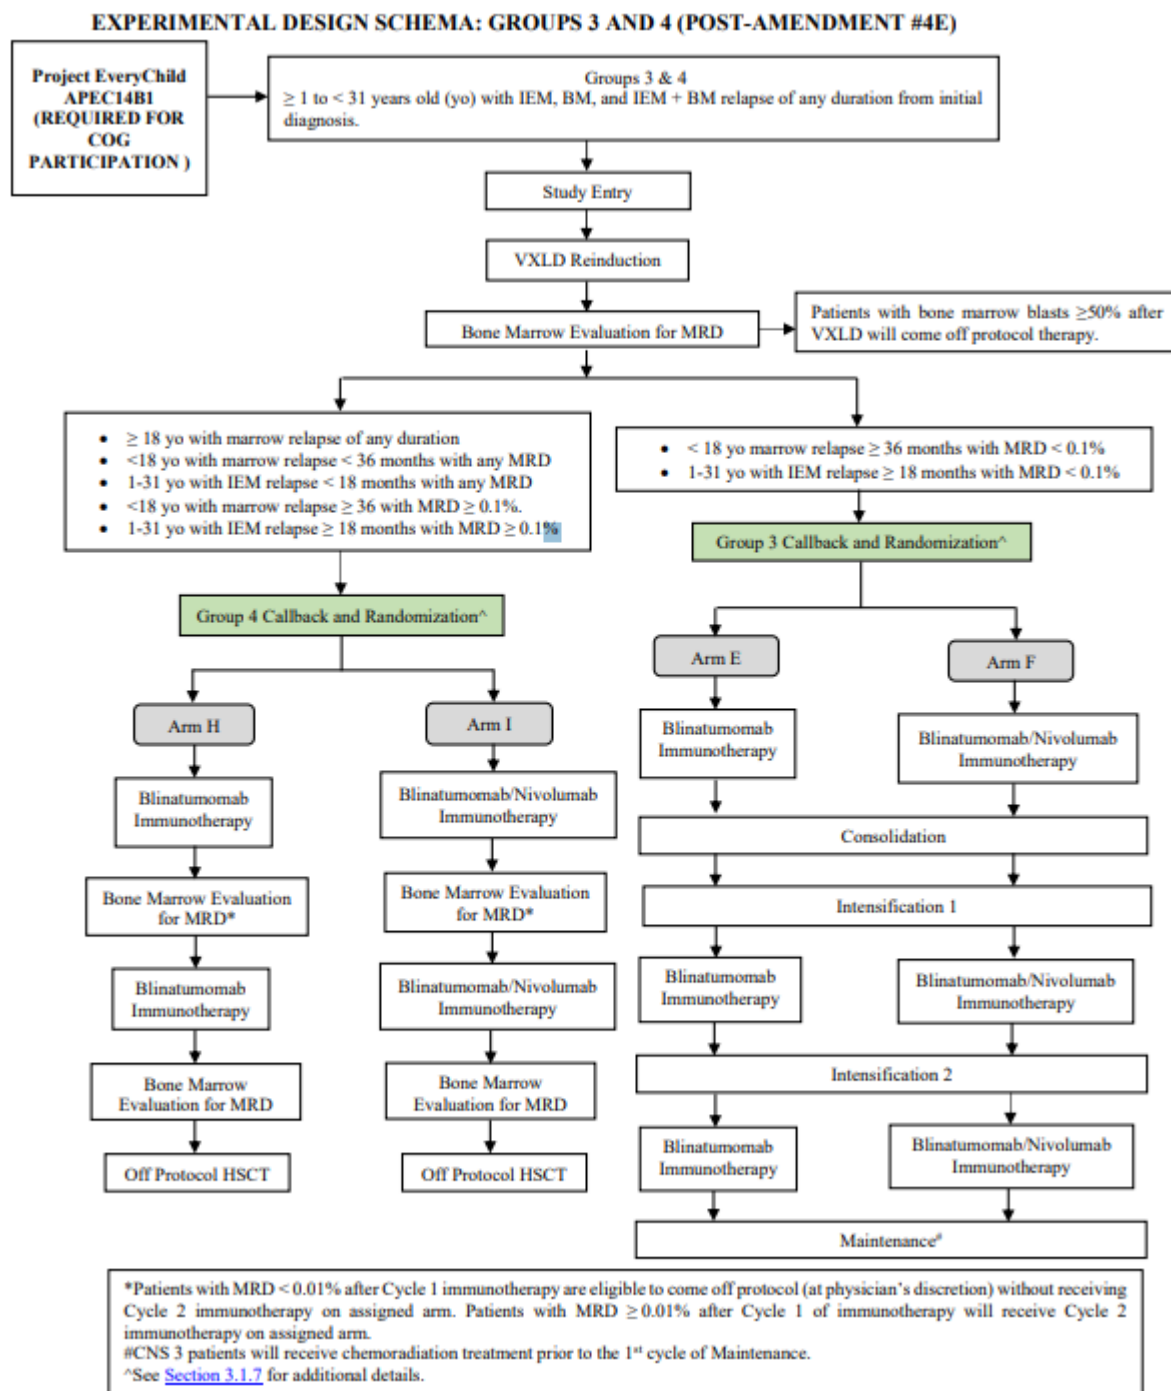 EXPERIMENTAL DESIGN SCHEMA: GROUPS 3 AND 4 (POST-AMENDMENT #4E)
Project EveryChild
APEC14B1
(REQUIRED FOR
COG
PARTICIPATION )
Groups 3 & 4
≥ 1 to < 31 years old (yo) with IEM, BM, and IEM + BM relapse of any duration from initial
diagnosis.
Study Entry
VXLD Reinduction
Bone Marrow Evaluation for MRD
Patients with bone marrow blasts ≥50% after
VXLD will come off protocol therapy.
• ≥ 18 yo with marrow relapse of any duration
• <18 yo with marrow relapse < 36 months with any MRD
• 1-31 yo with IEM relapse < 18 months with any MRD
• <18 yo with marrow relapse ≥ 36 with MRD ≥ 0.1%.
• 1-31 yo with IEM relapse ≥ 18 months with MRD ≥ 0.1%
• < 18 yo marrow relapse ≥ 36 months with MRD < 0.1%
• 1-31 yo with IEM relapse ≥ 18 months with MRD < 0.1%
Group 4 Callback and Randomization^
Group 3 Callback and Randomization^
Arm H
Blinatumomab
Immunotherapy
Bone Marrow Evaluation
for MRD*
Blinatumomab
Immunotherapy
Bone Marrow
Evaluation for MRD
Off Protocol HSCT
Arm I
Blinatumomab/Nivolumab
Immunotherapy
Bone Marrow Evaluation
for MRD*
Blinatumomab/Nivolumab
Immunotherapy
Bone Marrow
Evaluation for MRD
Off Protocol HSCT
Arm E
Arm F
Blinatumomab
Immunotherapy
Blinatumomab/Nivolumab
Immunotherapy
Consolidation
Intensification 1
Blinatumomab
Immunotherapy
Blinatumomab/Nivolumab
Immunotherapy
Intensification 2
Blinatumomab
Immunotherapy
Blinatumomab/Nivolumab
Immunotherapy
Maintenance#
*Patients with MRD < 0.01% after Cycle 1 immunotherapy are eligible to come off protocol (at physician's discretion) without receiving
Cycle 2 immunotherapy on assigned arm. Patients with MRD ≥ 0.01% after Cycle 1 of immunotherapy will receive Cycle 2
immunotherapy on assigned arm.
#CNS 3 patients will receive chemoradiation treatment prior to the 1st cycle of Maintenance.
^See Section 3.1.7 for additional details.